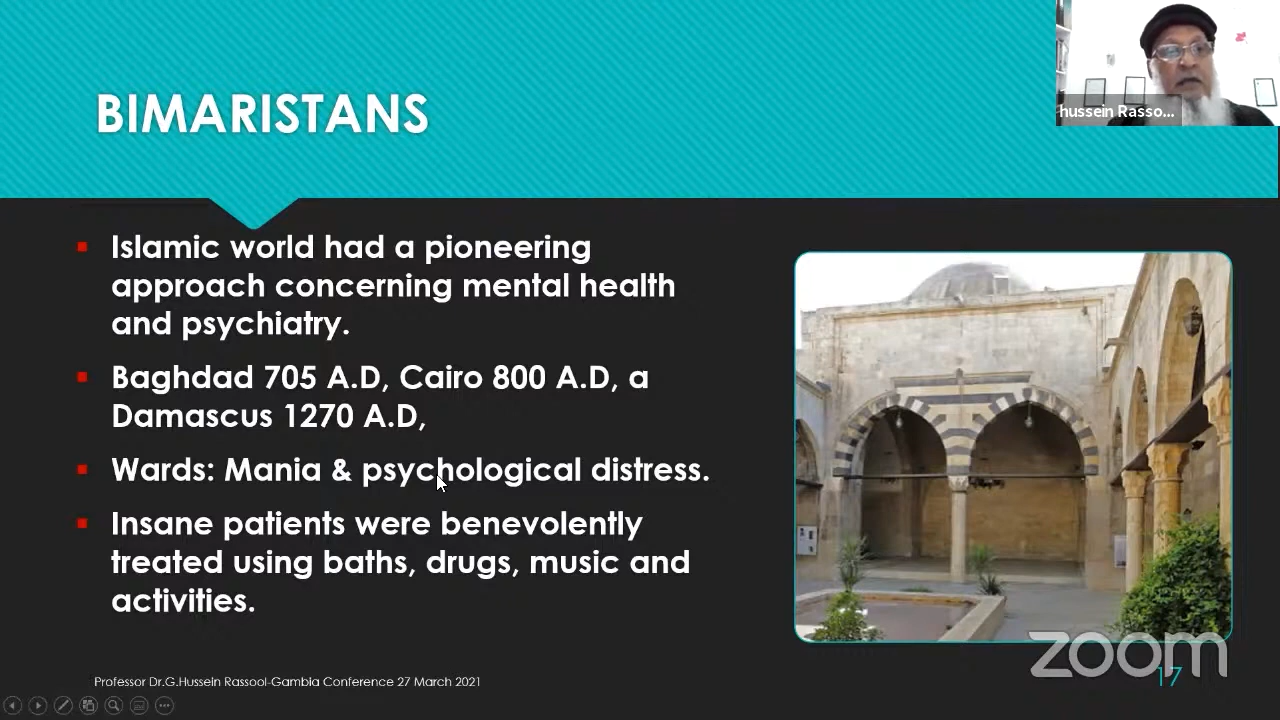 BIMARISTANS
hussein Rasso...
Islamic world had a pioneering
approach concerning mental health
and psychiatry.
Baghdad 705 A.D, Cairo 800 A.D, a
Damascus 1270 A.D,
Wards: Mania & psychological distress.
Insane patients were benevolently
treated using baths, drugs, music and
activities.
zoom
Professor Dr.G.Hussein Rassool-Gambia Conference 27 March 2021
17